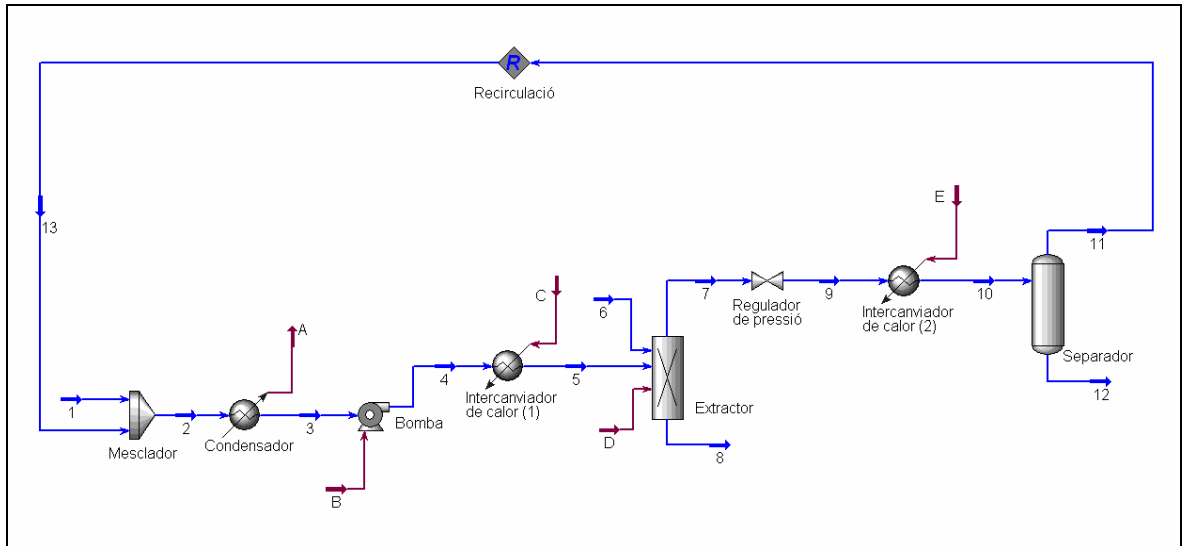 R
Recirculació
13
E
11
C
A
7
Regulador
de pressió
9
10
Intercanviador
de calor (2)
Separador
6
12
1
2
3
4
5
Intercanviador
de calor (1)
Condensador
Bomba
Extractor
Mesclador
D
8
B